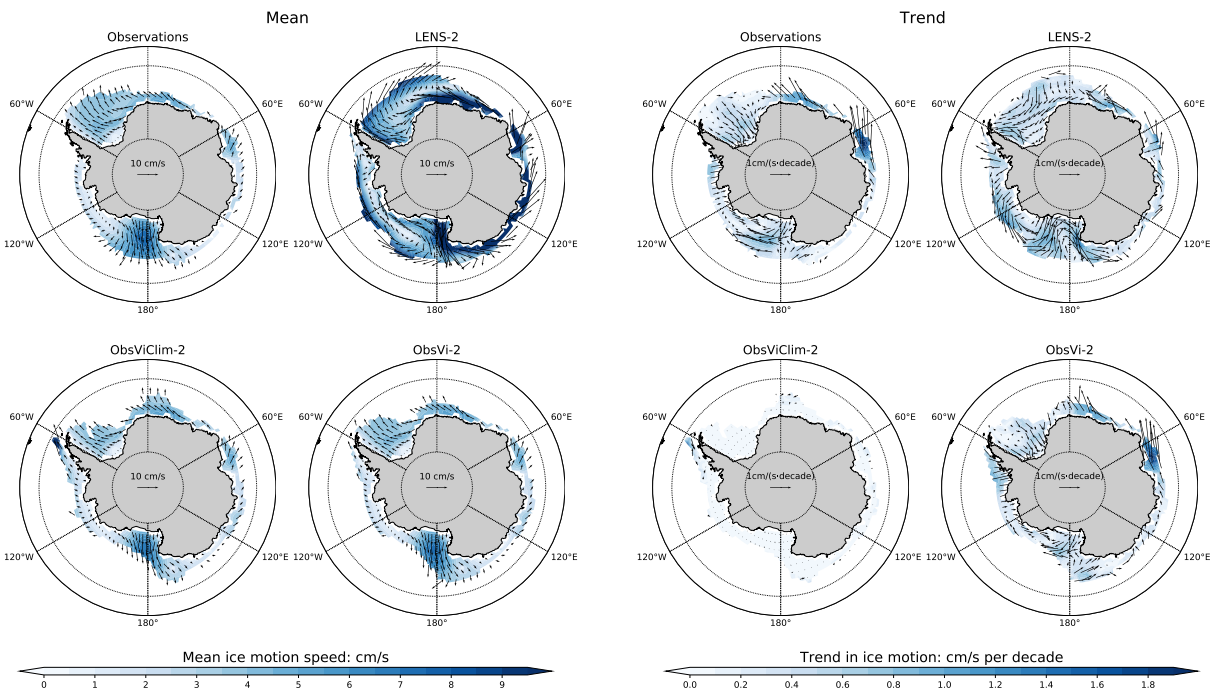 Mean
Trend
Observations
LENS-2
Observations
LENS-2
60°W
60°E
60°W
60°E
60°W
60°E
60°W
60°E
10 cm/s
10 cm/s
1cm/(s·decade)
1cm/(s·decade)
120°W
120°E
120°W
120°E
120°W
120°E
120°W
120°E
180°
180°
180°
180°
ObsViClim-2
ObsVi-2
ObsViClim-2
ObsVi-2
60°W
60°E
60°W
60°E
60°W
60°E
60°W
60°E
10 cm/s
10 cm/s
1cm/(s·decade)
1cm/(s·decade)
120°W
120°E
120°W
120°E
120°W
120°E
120°W
120°E
180°
180°
180°
180°
Mean ice motion speed: cm/s
0 1 2 3 4 5 6 7 8 9
Trend in ice motion: cm/s per decade
0.0 0.2 0.4 0.6 0.8 1.0 1.2 1.4 1.6 1.8